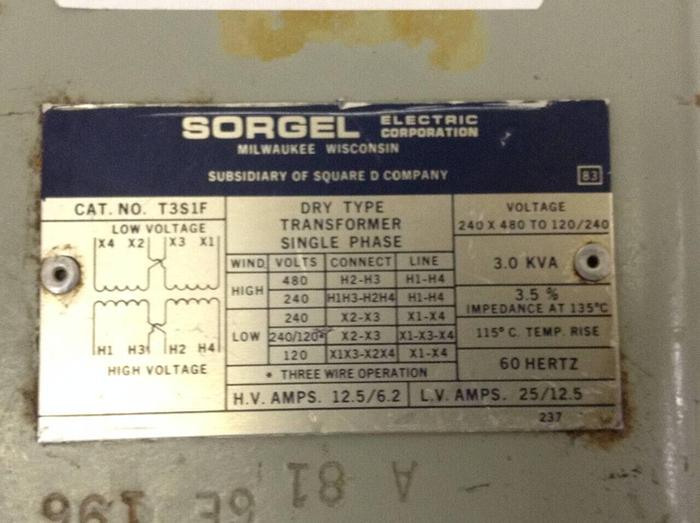 SORGEL ELECTRIC CORPORATION
MILWAUKEE WISCONSIN
SUBSIDIARY OF SQUARE D COMPANY
83
CAT. NO. T3S1F
LOW VOLTAGE
X4 X2 X3 X1
H1 H3 H2 H4
HIGH VOLTAGE
DRY TYPE
TRANSFORMER
SINGLE PHASE
WIND. VOLTS CONNECT LINE
HIGH 480 H2-H3 H1-H4
240 H1H3-H2H4 H1-H4
LOW 240 X2-X3 X1-X4
240/120* X2-X3 X1-X3-X4
120 X1X3-X2X4 X1-X4
* THREE WIRE OPERATION
VOLTAGE
240 X 480 TO 120/240
3.0 KVA
3.5 %
IMPEDANCE AT 135°C
115° C. TEMP. RISE
60 HERTZ
H.V. AMPS. 12.5/6.2 L.V. AMPS. 25/12.5
237
A 81 6E 196